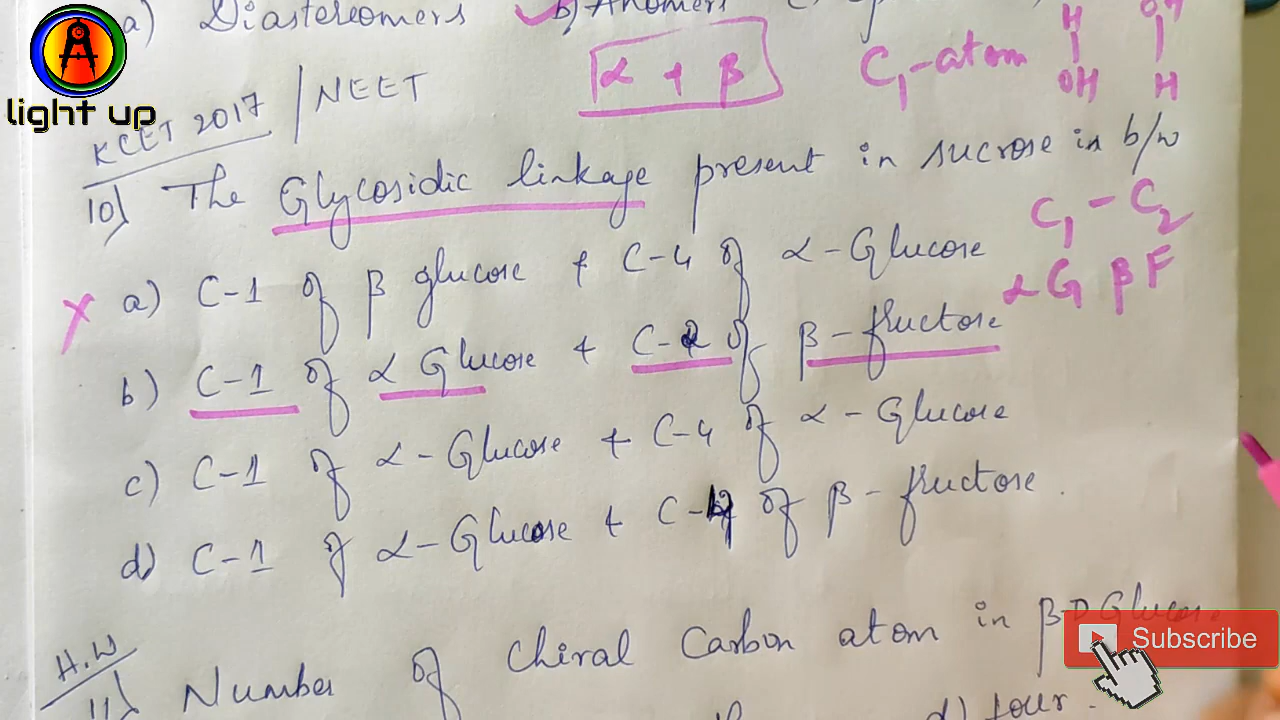 a) Diastereomers b) Anomers
α + β C1-atom H OH
OH H
light up
KCET 2017 / NEET
10) The Glycosidic linkage present in sucrose in b/w
C1 - C2
a) C-1 of β glucose + C-4 of α-Glucose
αG βF
b) C-1 of α Glucose + C-2 of β-fructose
c) C-1 of α-Glucose + C-4 of α-Glucose
d) C-1 of α-Glucose + C-4 of β-fructose.
H.W
11) Number of chiral Carbon atom in β-D Glucose
Subscribe
d) four.